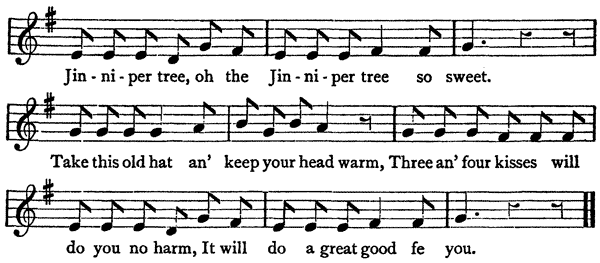 Jin - ni - per tree, oh the Jin - ni - per tree so sweet.
Take this old hat an' keep your head warm, Three an' four kisses will
do you no harm, It will do a great good fe you.